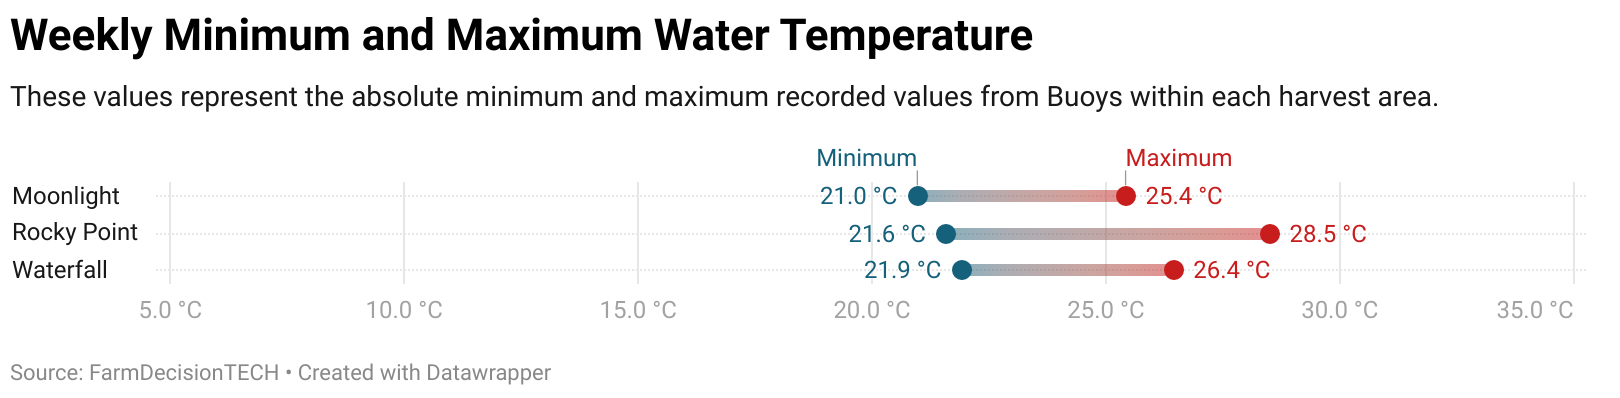 Weekly Minimum and Maximum Water Temperature
These values represent the absolute minimum and maximum recorded values from Buoys within each harvest area.
Minimum Maximum
Moonlight 21.0 °C 25.4 °C
Rocky Point 21.6 °C 28.5 °C
Waterfall 21.9 °C 26.4 °C
5.0 °C 10.0 °C 15.0 °C 20.0 °C 25.0 °C 30.0 °C 35.0 °C
Source: FarmDecisionTECH • Created with Datawrapper